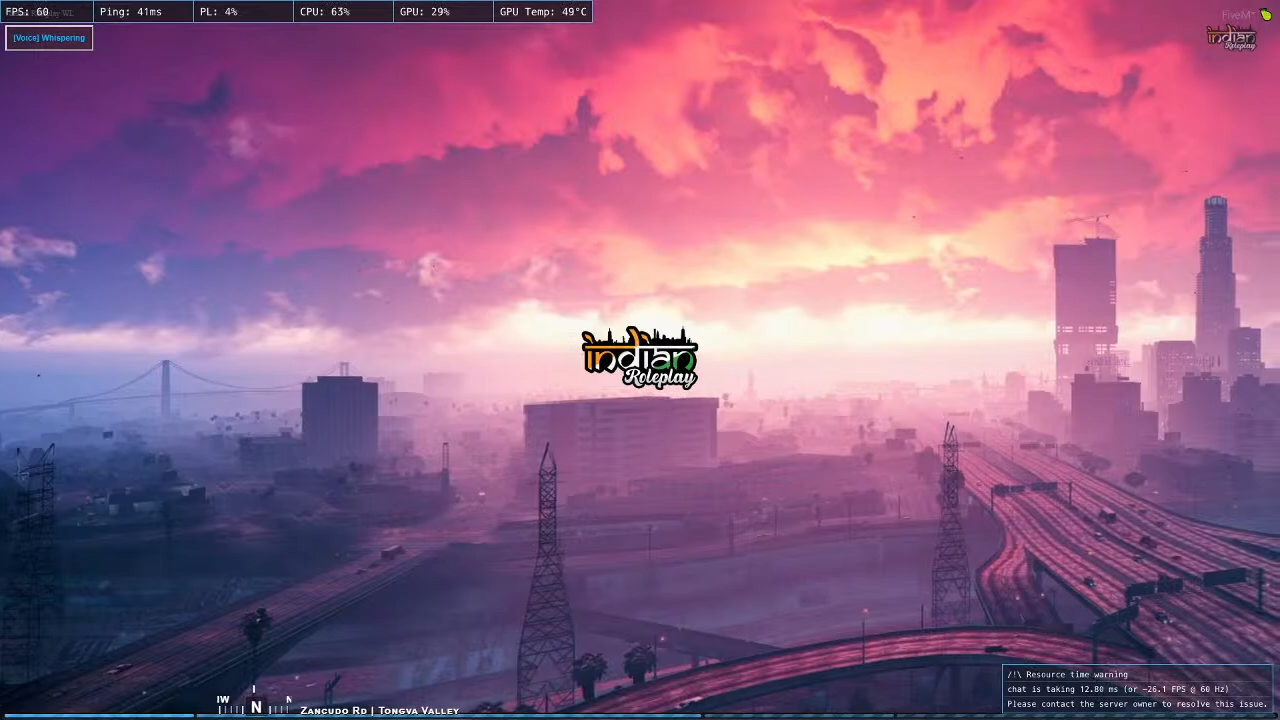 FPS: 60
Ping: 41ms
PL: 4%
CPU: 63%
GPU: 29%
GPU Temp: 49°C
FiveM*
[Voice] Whispering
indian
Roleplay
indian
Roleplay
N
Zancudo Rd | Tongva Valley
/!\ Resource time warning
chat is taking 12.80 ms (or -26.1 FPS @ 60 Hz)
Please contact the server owner to resolve this issue.